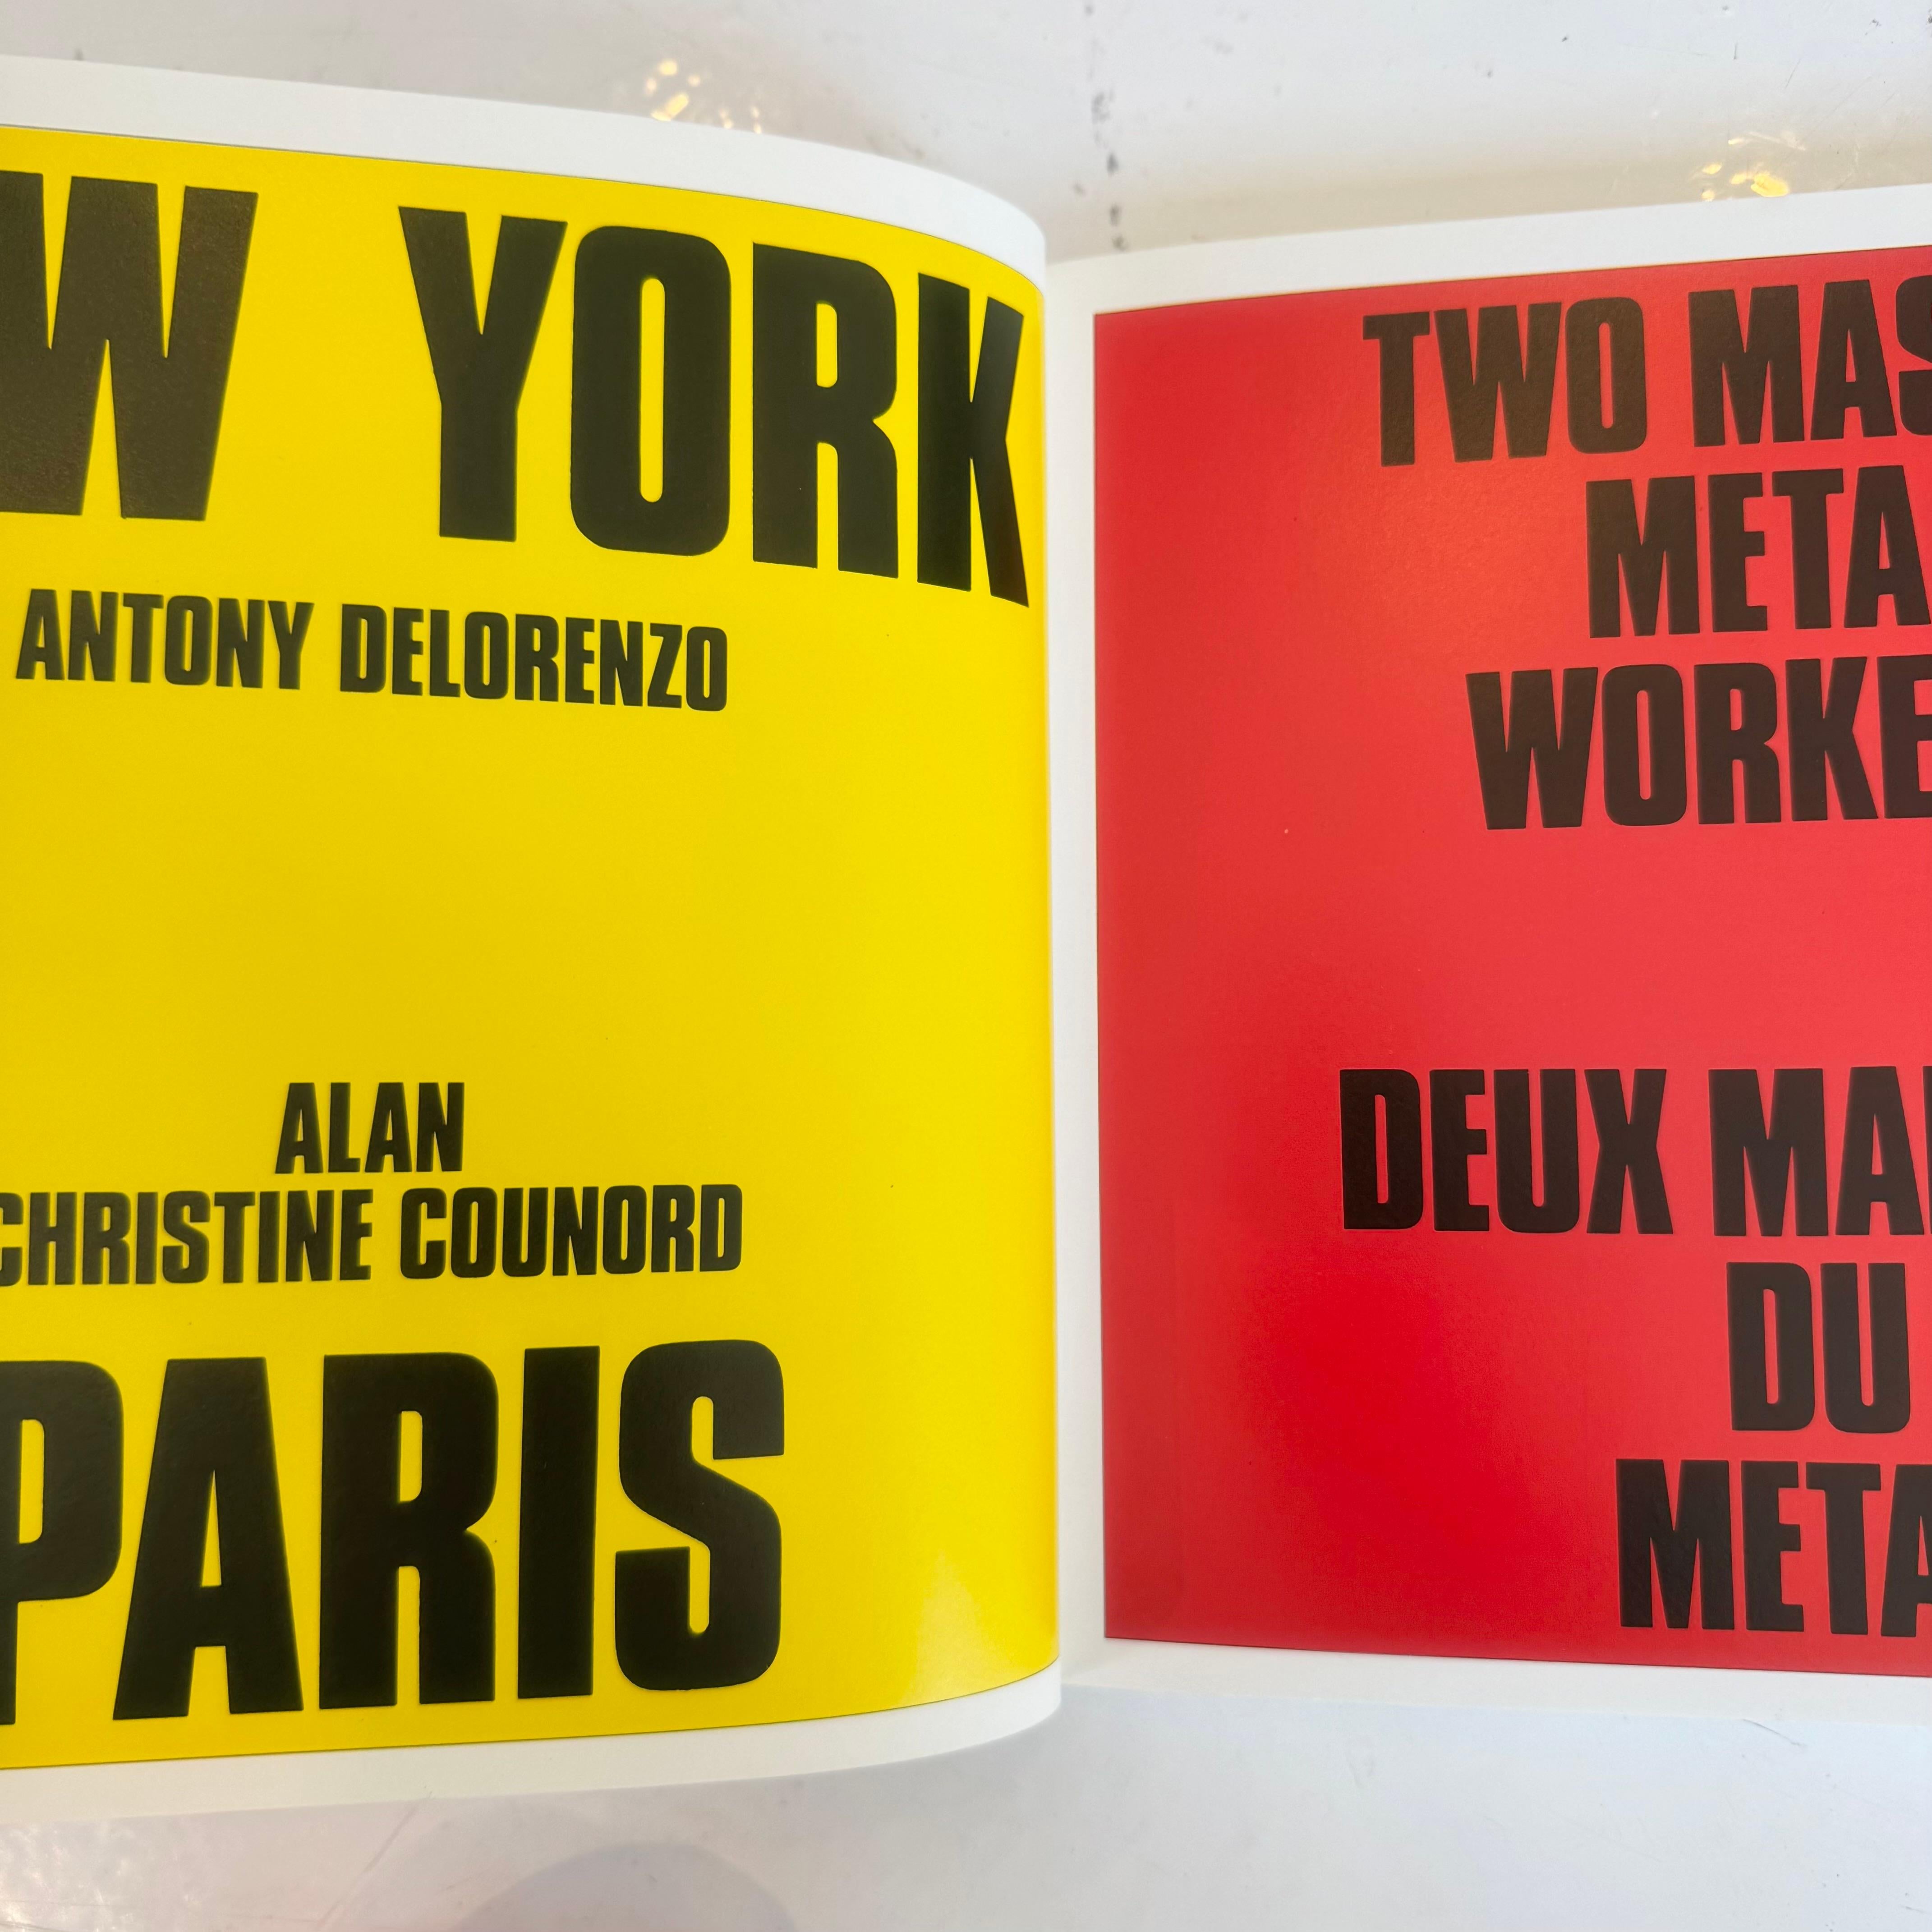 W YORK
ANTONY DELORENZO
ALAN
CHRISTINE COUNORD
PARIS
TWO MAS
META
WORKE
DEUX MA
DU
META